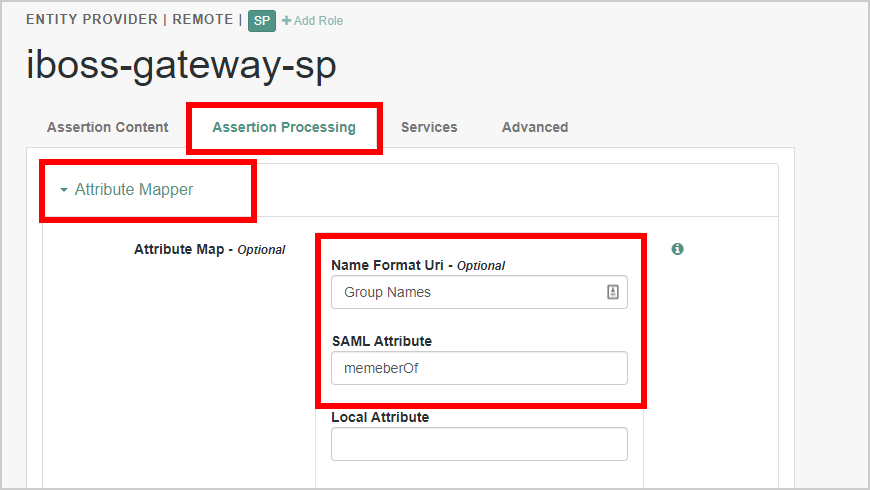 ENTITY PROVIDER | REMOTE | SP Add Role
iboss-gateway-sp
Assertion Content Assertion Processing Services Advanced
Attribute Mapper
Attribute Map - Optional
Name Format Uri - Optional
Group Names
SAML Attribute
memeberOf
Local Attribute